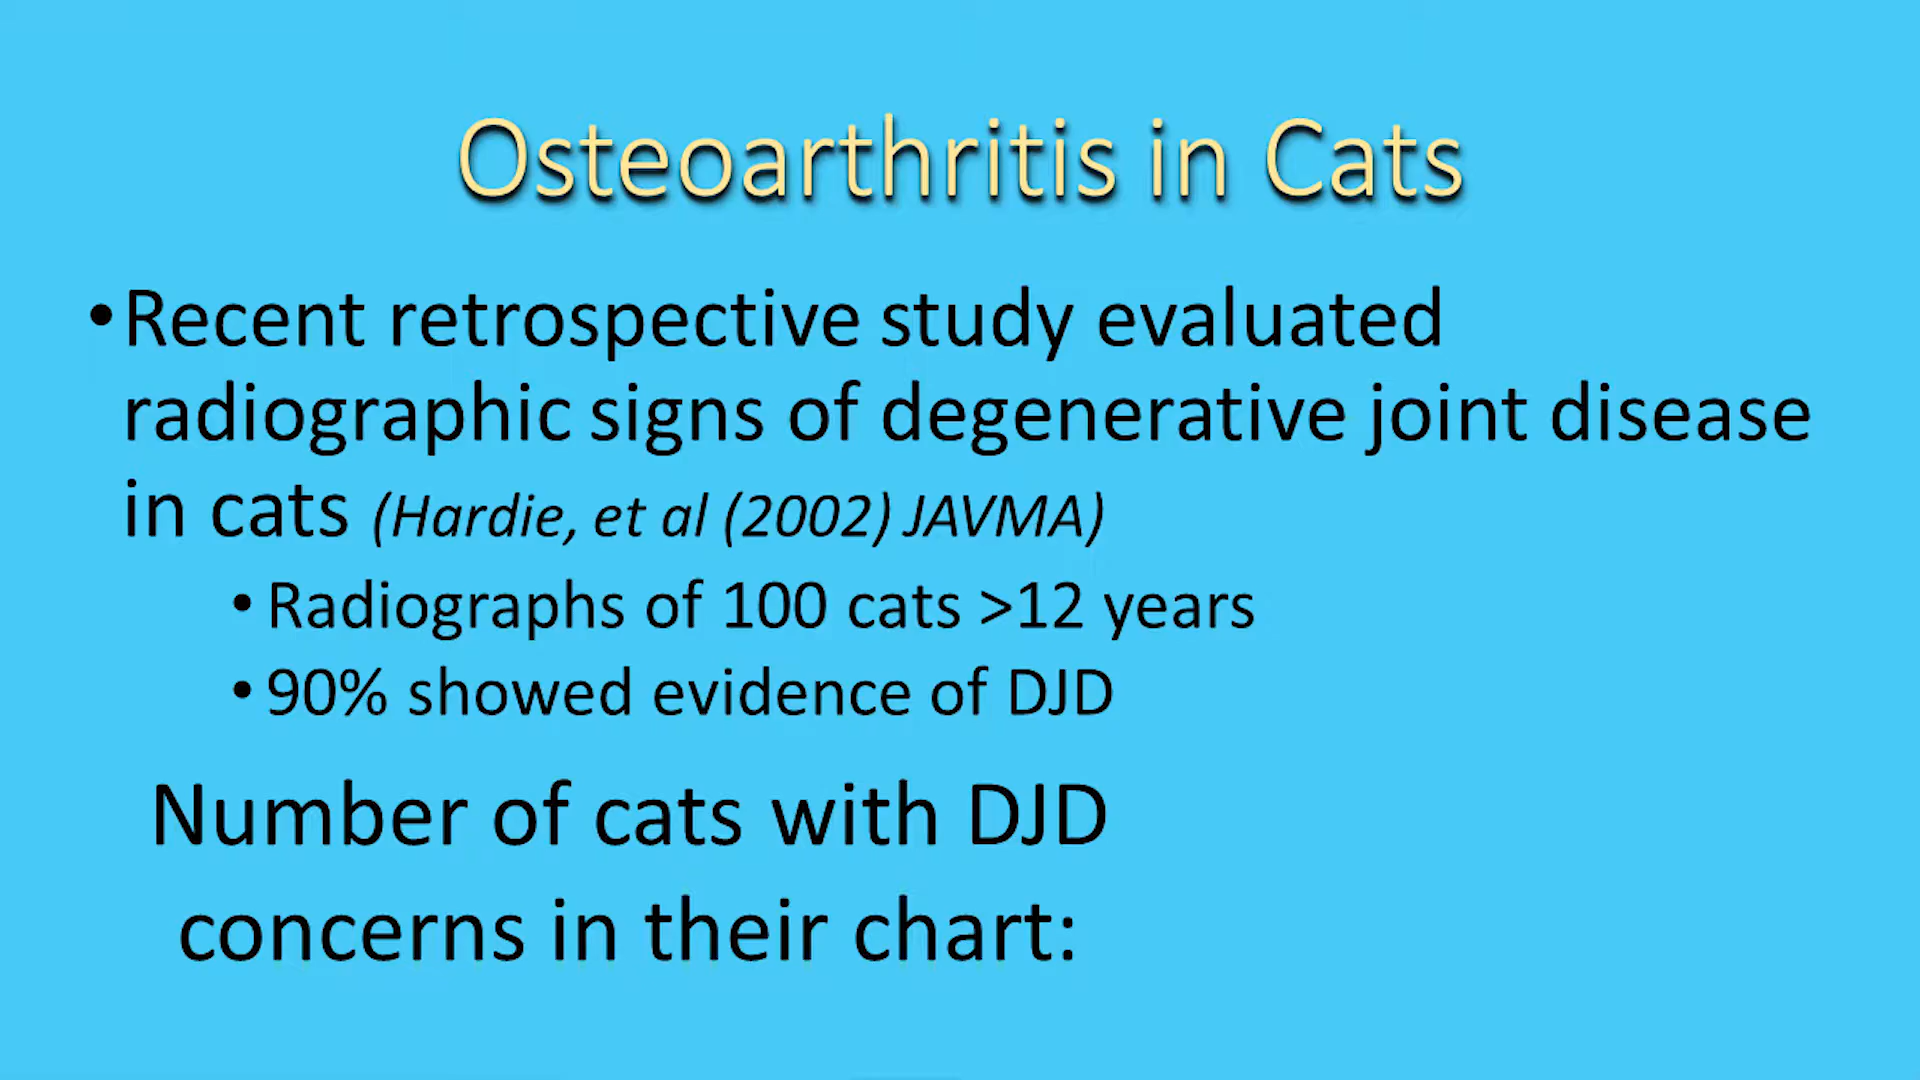 Osteoarthritis in Cats
•Recent retrospective study evaluated
radiographic signs of degenerative joint disease
in cats (Hardie, et al (2002) JAVMA)
•Radiographs of 100 cats >12 years
•90% showed evidence of DJD
Number of cats with DJD
concerns in their chart: